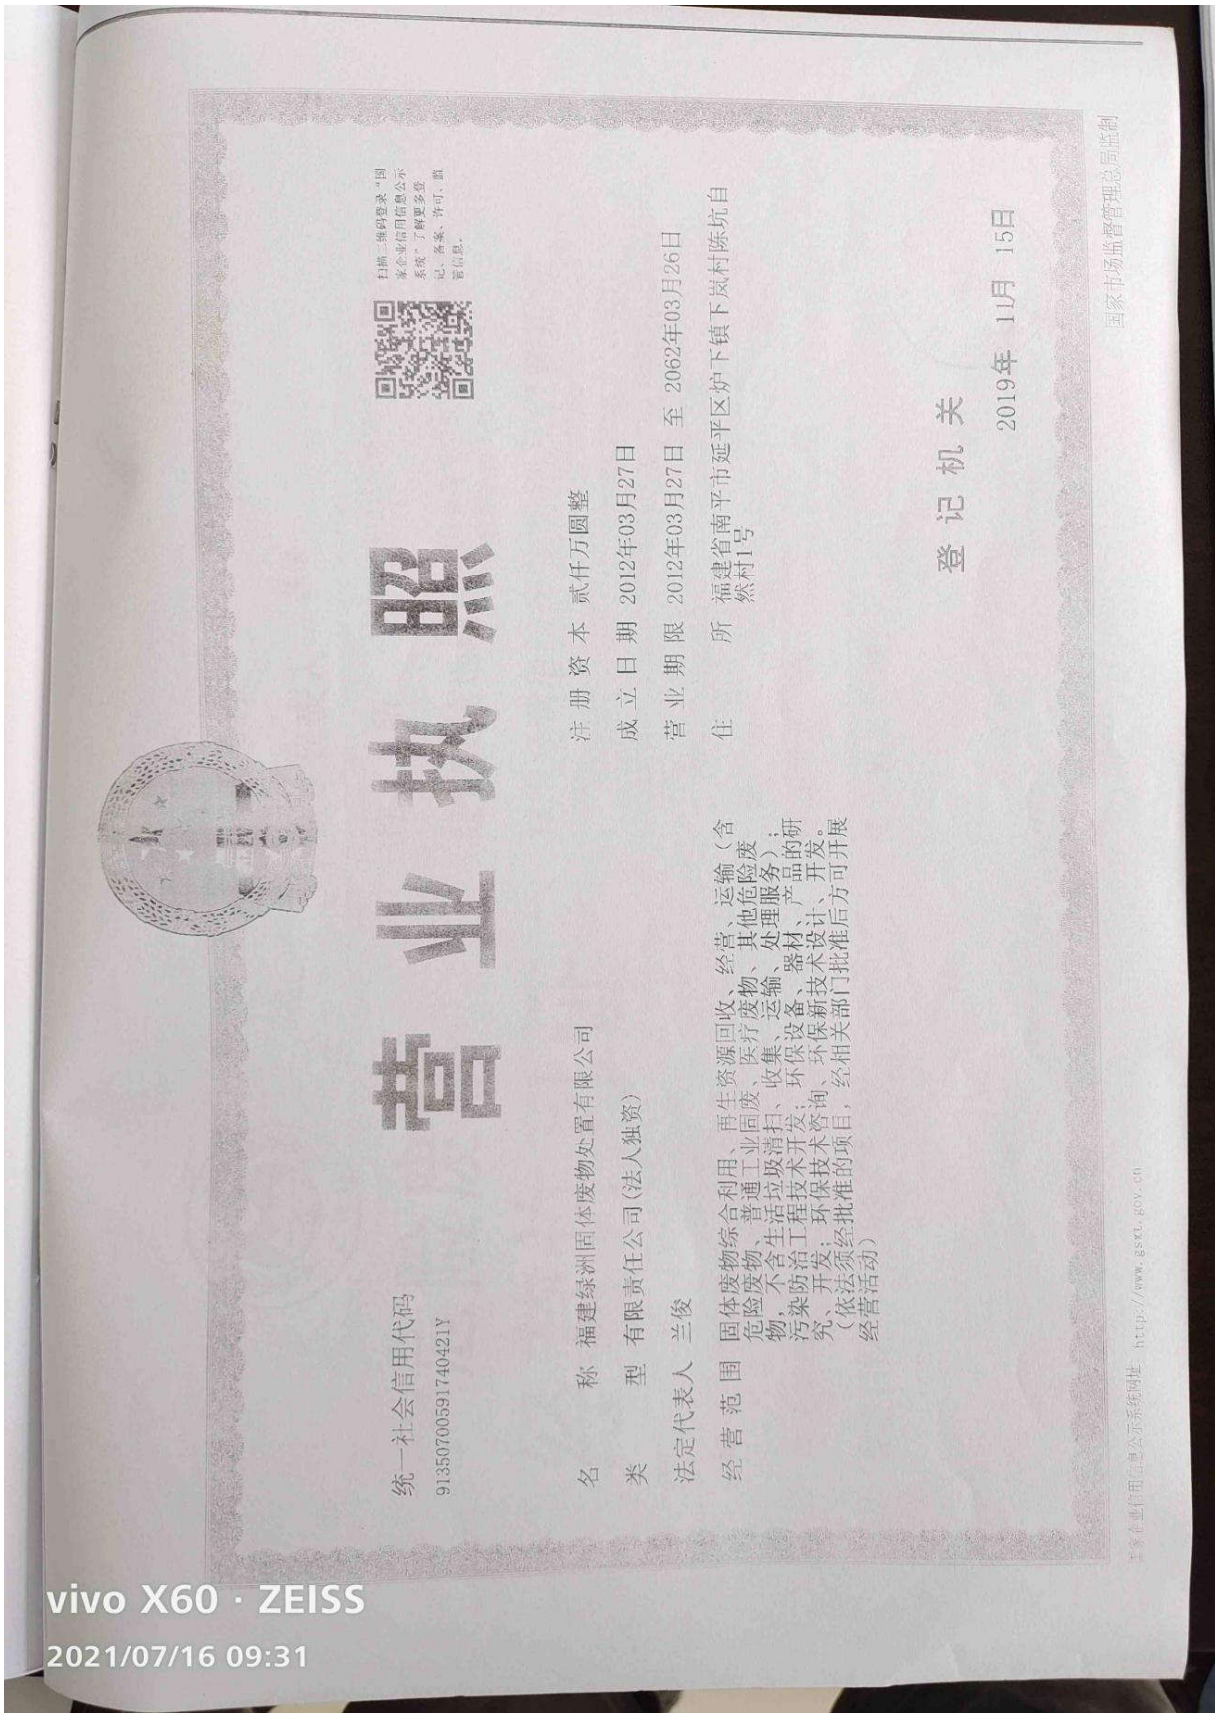 营业执照
统一社会信用代码
91350700591740421Y
扫描二维码登录“国
家企业信用信息公示
系统”了解更多登
记、备案、许可、监
管信息。
名称 福建绿洲固体废物处置有限公司
类型 有限责任公司(法人独资)
法定代表人 兰俊
经营范围 固体废物综合利用、再生资源回收、经营、运输（含
危险废物、普通工业固废、医疗废物、其他危险废
物，不含生活垃圾清扫、收集、运输、处理服务）；
污染防治工程技术开发；环保设备、器材、产品的研
究、开发；环保技术咨询、环保新技术设计、开发。
（依法须经批准的项目，经相关部门批准后方可开展
经营活动）
注册资本 贰仟万圆整
成立日期 2012年03月27日
营业期限 2012年03月27日 至 2062年03月26日
住所 福建省南平市延平区炉下镇下岚村陈坑自
然村1号
登记机关
2019年 11月 15日
国家企业信用信息公示系统网址 http://www.gsxt.gov.cn
国家市场监督管理总局监制
vivo X60 · ZEISS
2021/07/16 09:31